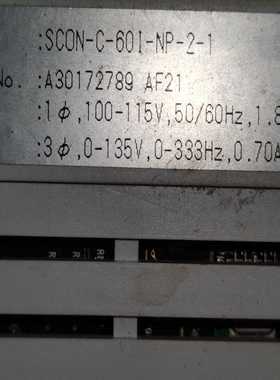 :SCON-C-60I-NP-2-1
No. :A30172789 AF21
:1φ,100-115V,50/60Hz,1.8
:3φ,0-135V,0-333Hz,0.70A